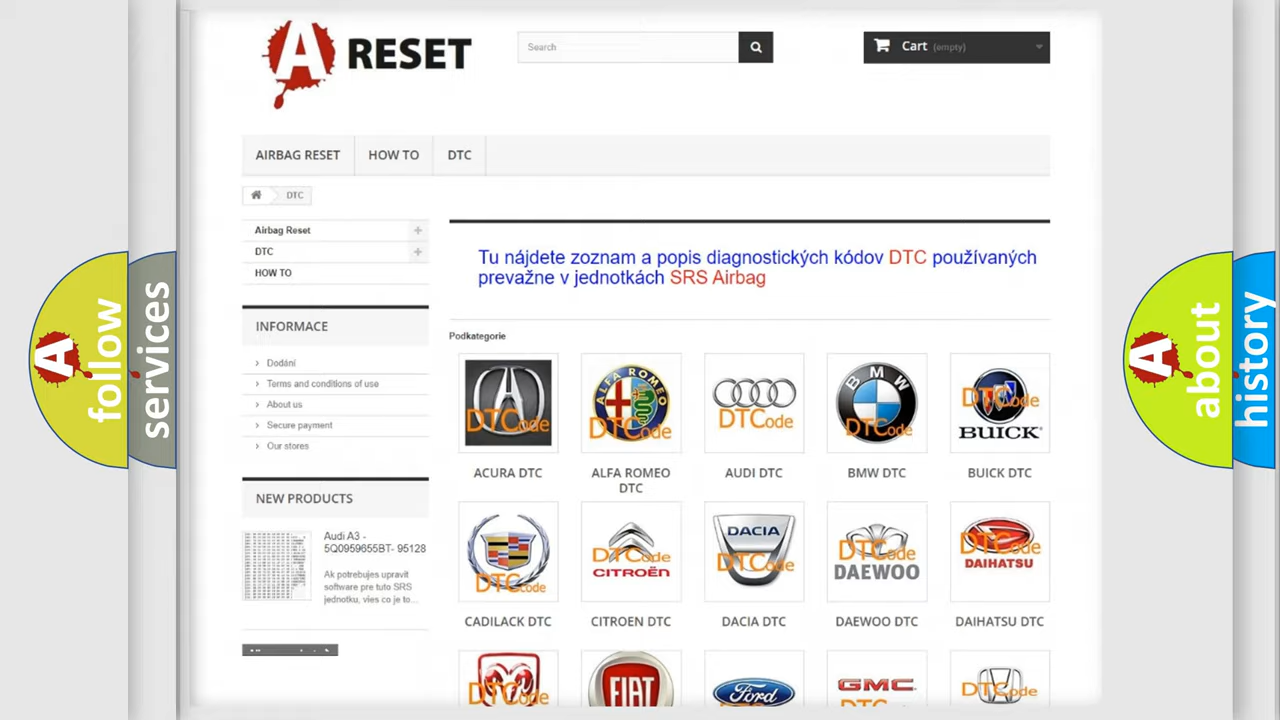 A RESET
Search
Cart (empty)
AIRBAG RESET
HOW TO
DTC
DTC
Airbag Reset
DTC
HOW TO
INFORMACE
Dodání
Terms and conditions of use
About us
Secure payment
Our stores
NEW PRODUCTS
Audi A3 -
5Q0959655BT- 95128
Ak potrebujes upravit
software pre tuto SRS
jednotku, vies co je to...
Tu nájdete zoznam a popis diagnostických kódov DTC používaných
prevažne v jednotkách SRS Airbag
Podkategorie
DTCode
ALFA ROMEO
DTCode
DTCode
BMW
DTCode
DTCode
BUICK
ACURA DTC
ALFA ROMEO
DTC
AUDI DTC
BMW DTC
BUICK DTC
DTCode
DTCode
CITROËN
DACIA
DTCode
DTCode
DAEWOO
DTCode
DAIHATSU
CADILACK DTC
CITROEN DTC
DACIA DTC
DAEWOO DTC
DAIHATSU DTC
DTCode
FIAT
Ford
GMC
DTCode
A follow
services
A about
history